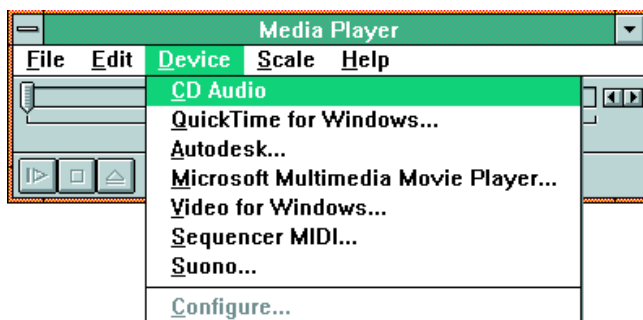 Media Player
File Edit Device Scale Help
CD Audio
QuickTime for Windows...
Autodesk...
Microsoft Multimedia Movie Player...
Video for Windows...
Sequencer MIDI...
Suono...
Configure...